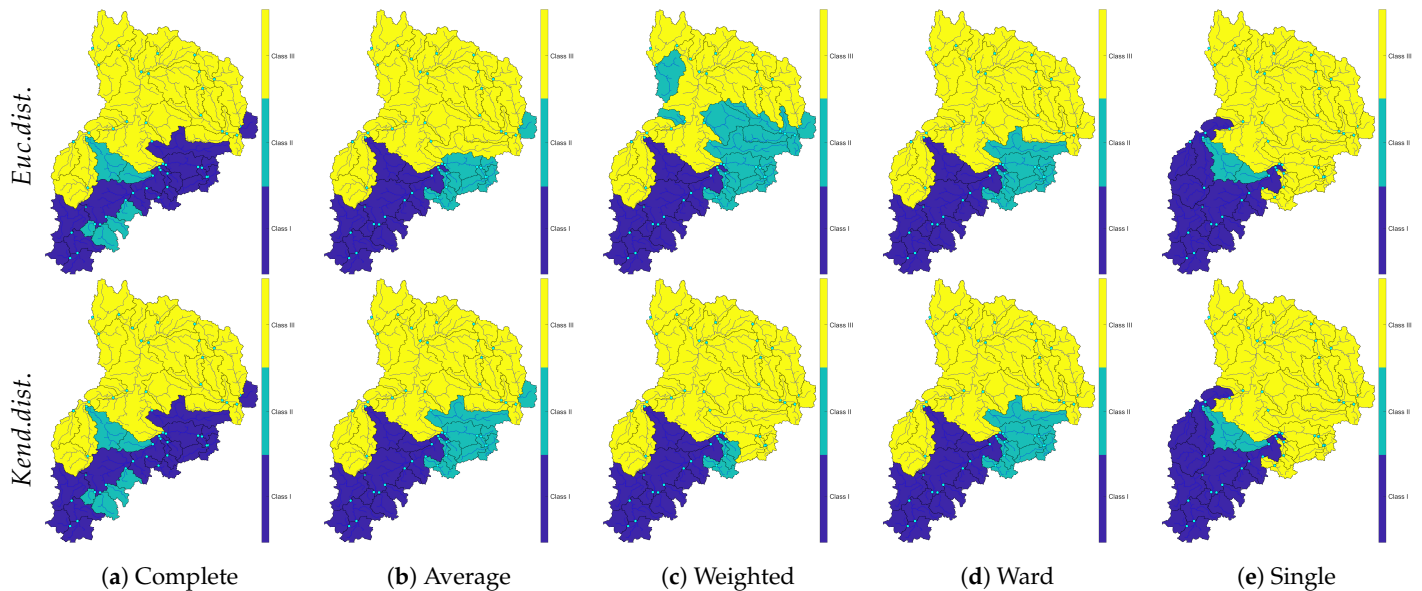 Euc.dist.
Class III
Class II
Class I
Class III
Class II
Class I
Class III
Class II
Class I
Class III
Class II
Class I
Class III
Class II
Class I
Kend.dist.
Class III
Class II
Class I
Class III
Class II
Class I
Class III
Class II
Class I
Class III
Class II
Class I
Class III
Class II
Class I
(a) Complete
(b) Average
(c) Weighted
(d) Ward
(e) Single